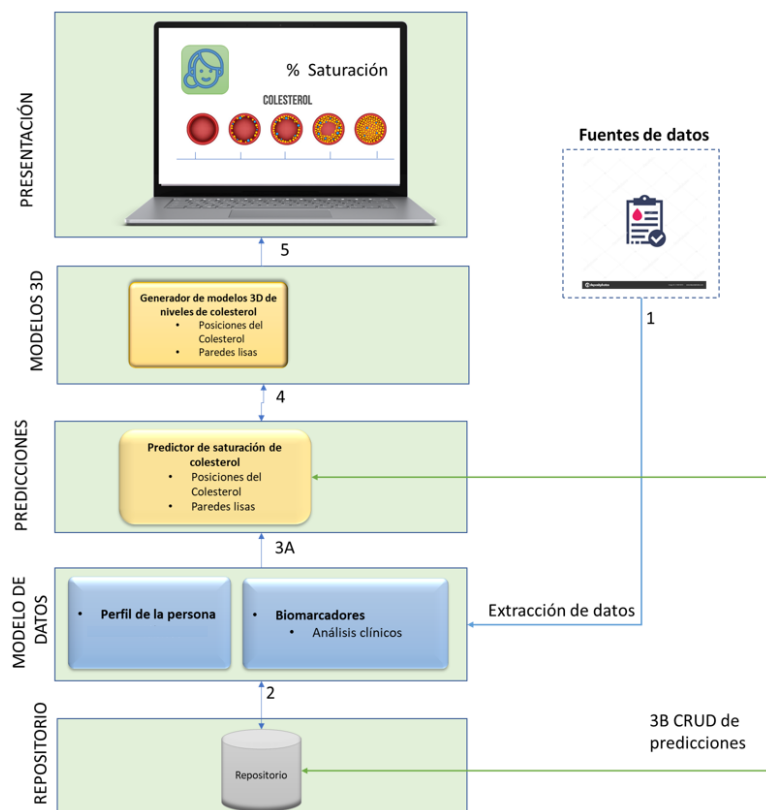 PRESENTACIÓN
% Saturación
COLESTEROL
5
Fuentes de datos
1
MODELOS 3D
Generador de modelos 3D de
niveles de colesterol
• Posiciones del
Colesterol
• Paredes lisas
4
PREDICCIONES
Predictor de saturación de
colesterol
• Posiciones del
Colesterol
• Paredes lisas
3A
MODELO DE
DATOS
• Perfil de la persona
• Biomarcadores
• Análisis clínicos
Extracción de datos
2
REPOSITORIO
Repositorio
3B CRUD de
predicciones